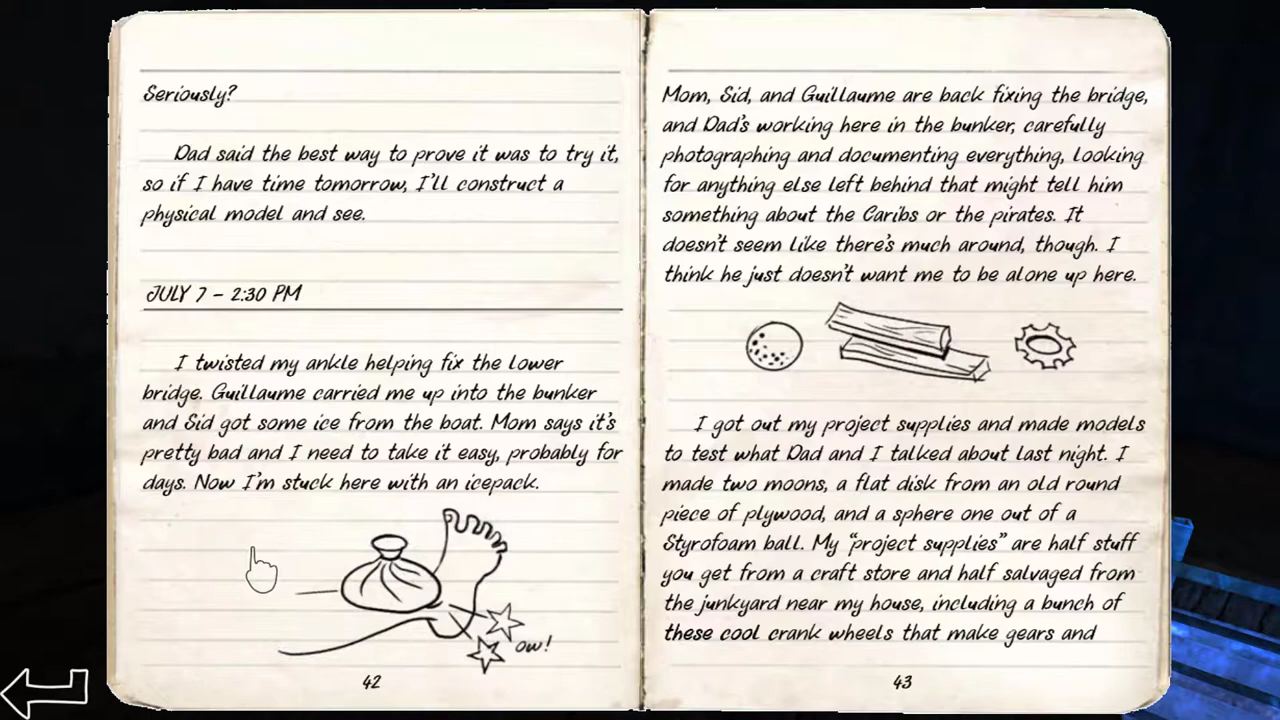 Seriously?
Dad said the best way to prove it was to try it,
so if I have time tomorrow, I'll construct a
physical model and see.
JULY 7 – 2:30 PM
I twisted my ankle helping fix the lower
bridge. Guillaume carried me up into the bunker
and Sid got some ice from the boat. Mom says it's
pretty bad and I need to take it easy, probably for
days. Now I'm stuck here with an icepack.
ow!
42
Mom, Sid, and Guillaume are back fixing the bridge,
and Dad's working here in the bunker, carefully
photographing and documenting everything, looking
for anything else left behind that might tell him
something about the Caribs or the pirates. It
doesn't seem like there's much around, though. I
think he just doesn't want me to be alone up here.
I got out my project supplies and made models
to test what Dad and I talked about last night. I
made two moons, a flat disk from an old round
piece of plywood, and a sphere one out of a
Styrofoam ball. My “project supplies” are half stuff
you get from a craft store and half salvaged from
the junkyard near my house, including a bunch of
these cool crank wheels that make gears and
43